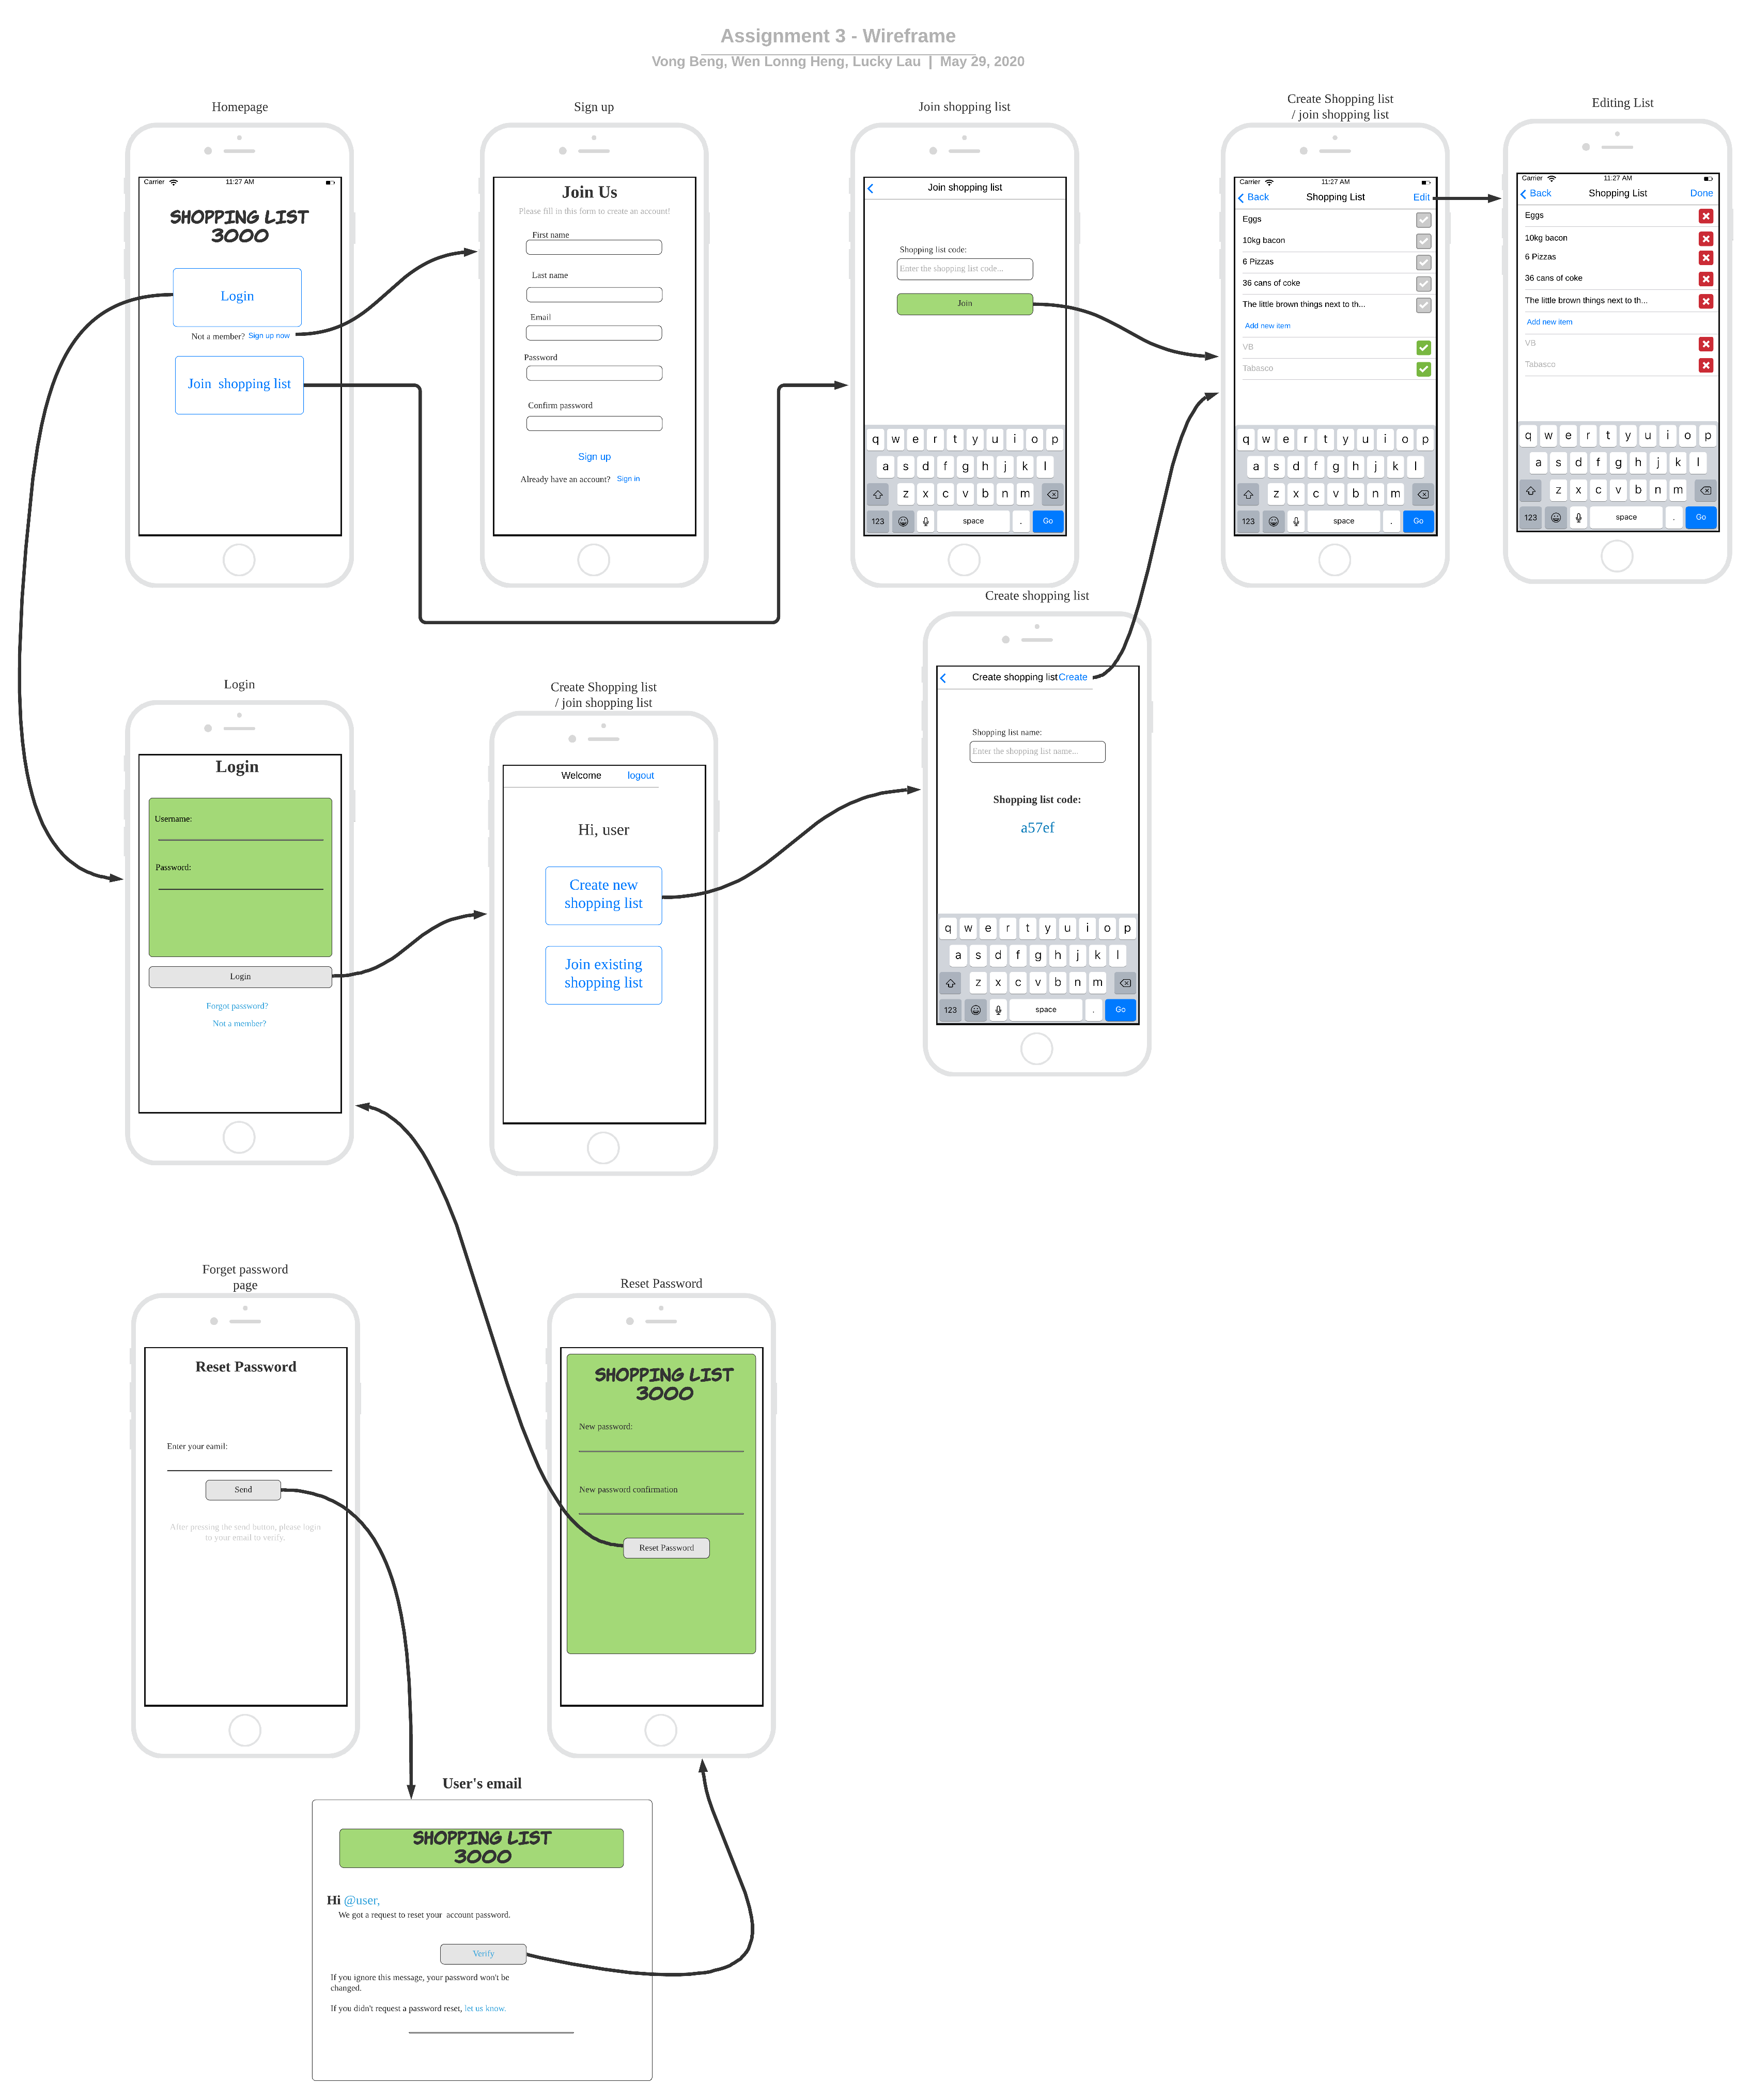 Assignment 3 - Wireframe
Vong Beng, Wen Lonng Heng, Lucky Lau | May 29, 2020
Homepage
Carrier 11:27 AM
SHOPPING LIST
3000
Login
Not a member? Sign up now
Join shopping list
Sign up
Join Us
Please fill in this form to create an account!
First name
Last name
Email
Password
Confirm password
Sign up
Already have an account? Sign in
Join shopping list
Join shopping list
Shopping list code:
Enter the shopping list code...
Join
q w e r t y u i o p
a s d f g h j k l
z x c v b n m
123 space . Go
Create Shopping list
/ join shopping list
Carrier 11:27 AM
Back Shopping List Edit
Eggs
10kg bacon
6 Pizzas
36 cans of coke
The little brown things next to th...
Add new item
VB
Tabasco
q w e r t y u i o p
a s d f g h j k l
z x c v b n m
123 space . Go
Editing List
Carrier 11:27 AM
Back Shopping List Done
Eggs
10kg bacon
6 Pizzas
36 cans of coke
The little brown things next to th...
Add new item
VB
Tabasco
q w e r t y u i o p
a s d f g h j k l
z x c v b n m
123 space . Go
Login
Login
Username:
Password:
Login
Forgot password?
Not a member?
Create Shopping list
/ join shopping list
Welcome logout
Hi, user
Create new
shopping list
Join existing
shopping list
Create shopping list
Create shopping list Create
Shopping list name:
Enter the shopping list name...
Shopping list code:
a57ef
q w e r t y u i o p
a s d f g h j k l
z x c v b n m
123 space . Go
Forget password
page
Reset Password
Enter your eamil:
Send
After pressing the send button, please login
to your email to verify.
Reset Password
SHOPPING LIST
3000
New password:
New password confirmation
Reset Password
User's email
SHOPPING LIST
3000
Hi @user,
We got a request to reset your account password.
Verify
If you ignore this message, your password won't be
changed.
If you didn't request a password reset, let us know.